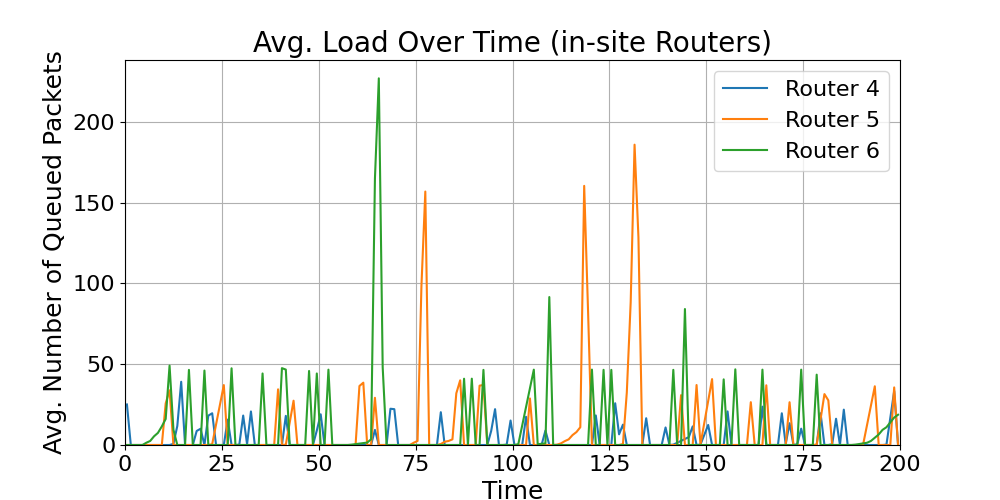 Avg. Load Over Time (in-site Routers)
Avg. Number of Queued Packets
200
150
100
50
0
Router 4
Router 5
Router 6
0 25 50 75 100 125 150 175 200
Time